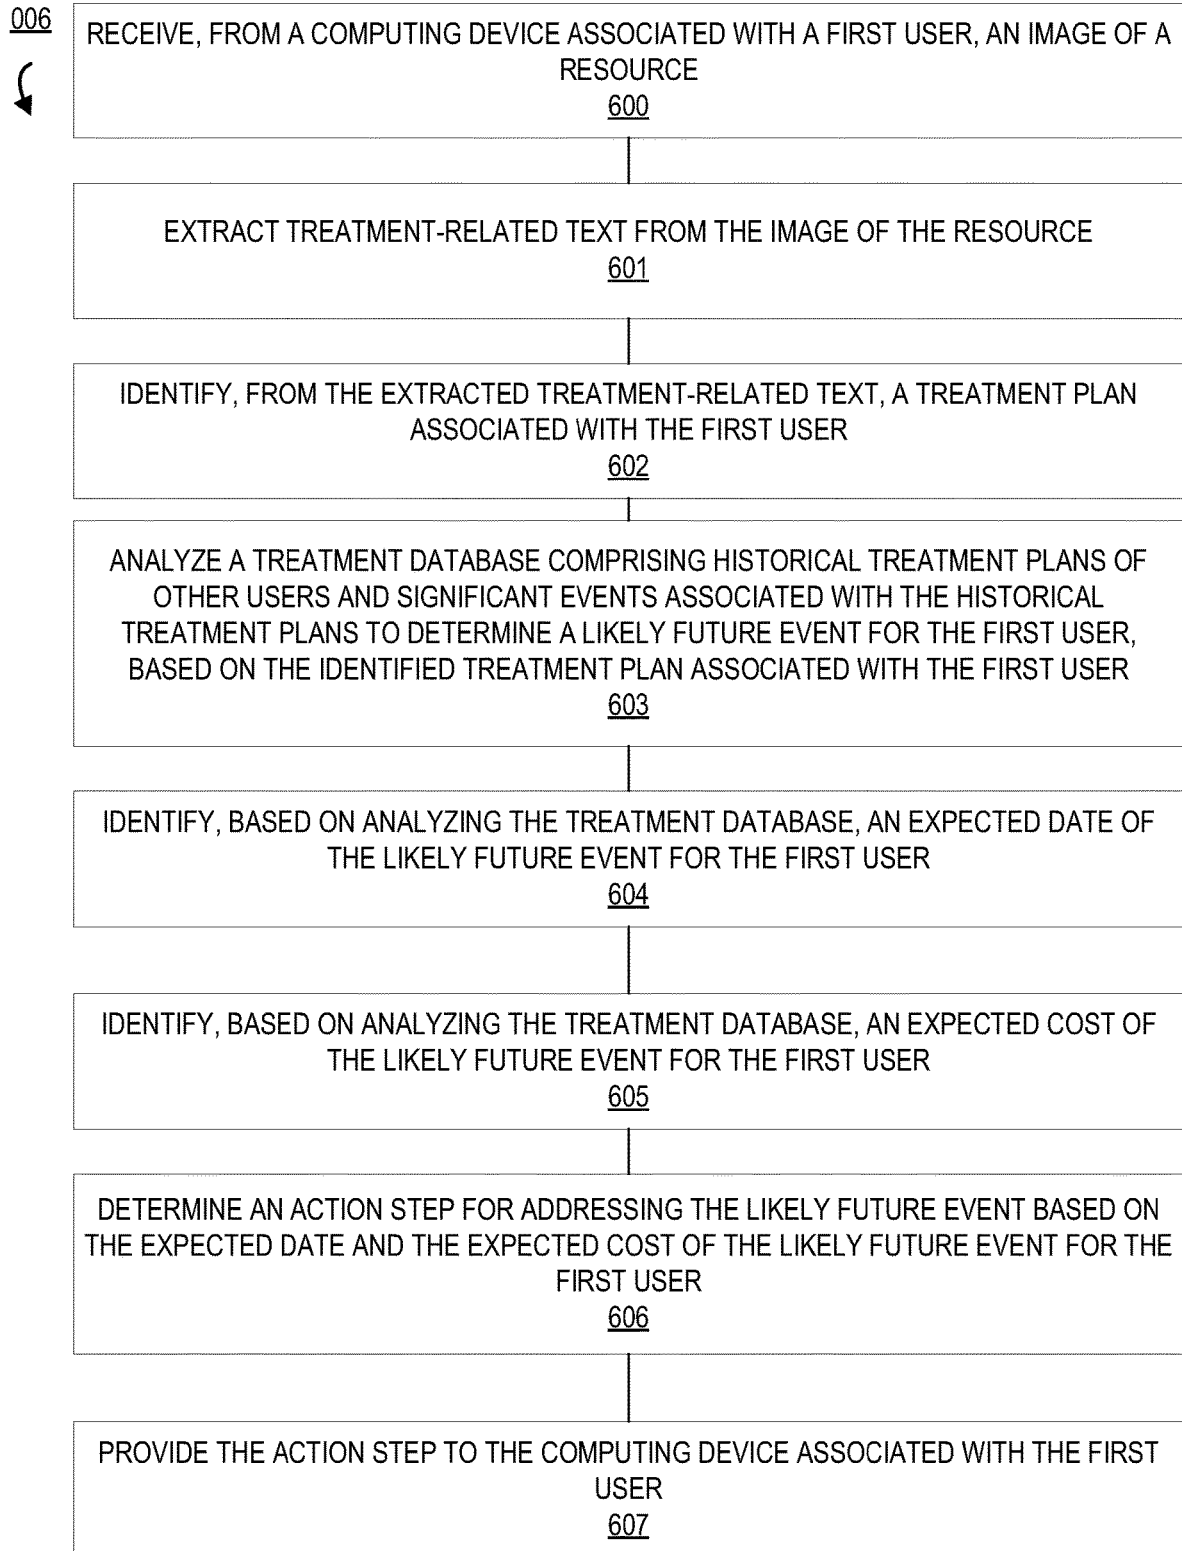 006
RECEIVE, FROM A COMPUTING DEVICE ASSOCIATED WITH A FIRST USER, AN IMAGE OF A
RESOURCE
600
EXTRACT TREATMENT-RELATED TEXT FROM THE IMAGE OF THE RESOURCE
601
IDENTIFY, FROM THE EXTRACTED TREATMENT-RELATED TEXT, A TREATMENT PLAN
ASSOCIATED WITH THE FIRST USER
602
ANALYZE A TREATMENT DATABASE COMPRISING HISTORICAL TREATMENT PLANS OF
OTHER USERS AND SIGNIFICANT EVENTS ASSOCIATED WITH THE HISTORICAL
TREATMENT PLANS TO DETERMINE A LIKELY FUTURE EVENT FOR THE FIRST USER,
BASED ON THE IDENTIFIED TREATMENT PLAN ASSOCIATED WITH THE FIRST USER
603
IDENTIFY, BASED ON ANALYZING THE TREATMENT DATABASE, AN EXPECTED DATE OF
THE LIKELY FUTURE EVENT FOR THE FIRST USER
604
IDENTIFY, BASED ON ANALYZING THE TREATMENT DATABASE, AN EXPECTED COST OF
THE LIKELY FUTURE EVENT FOR THE FIRST USER
605
DETERMINE AN ACTION STEP FOR ADDRESSING THE LIKELY FUTURE EVENT BASED ON
THE EXPECTED DATE AND THE EXPECTED COST OF THE LIKELY FUTURE EVENT FOR THE
FIRST USER
606
PROVIDE THE ACTION STEP TO THE COMPUTING DEVICE ASSOCIATED WITH THE FIRST
USER
607